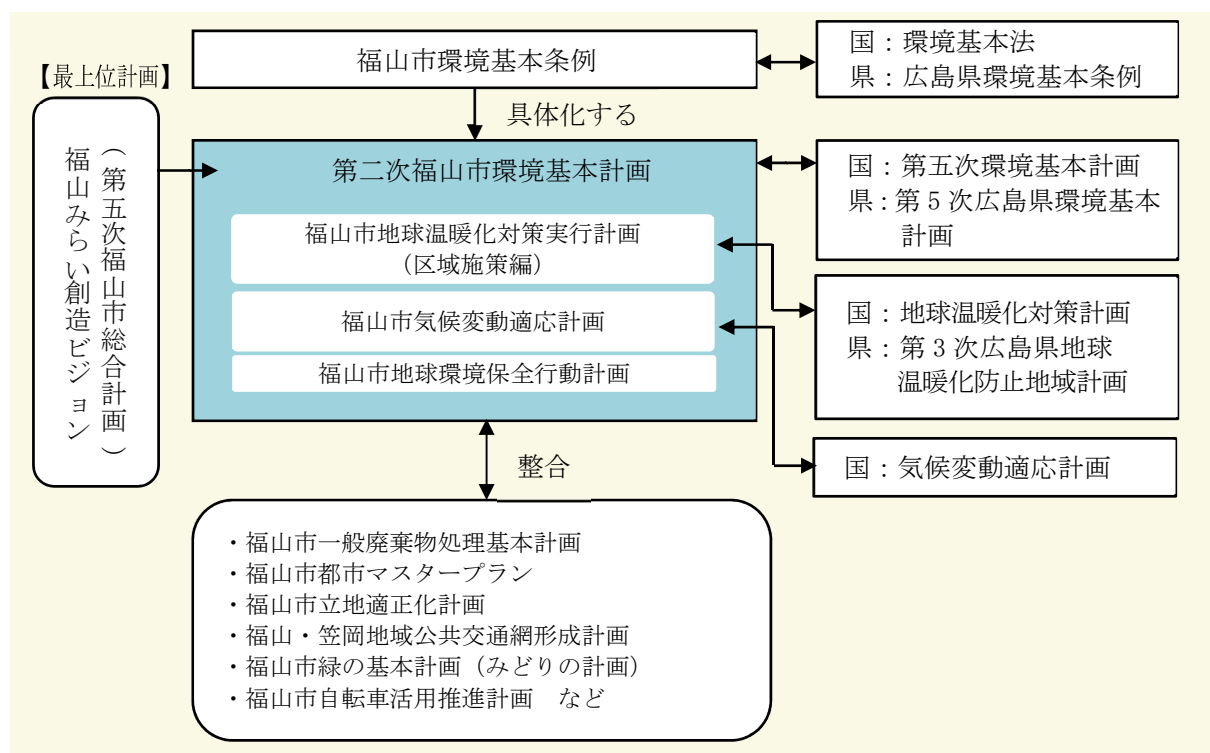 福山市環境基本条例
国：環境基本法
県：広島県環境基本条例
【最上位計画】
具体化する
福山みらい創造ビジョン
（第五次福山市総合計画）
第二次福山市環境基本計画
国：第五次環境基本計画
県：第5次広島県環境基本
計画
福山市地球温暖化対策実行計画
（区域施策編）
福山市気候変動適応計画
福山市地球環境保全行動計画
国：地球温暖化対策計画
県：第3次広島県地球
温暖化防止地域計画
国：気候変動適応計画
整合
・福山市一般廃棄物処理基本計画
・福山市都市マスタープラン
・福山市立地適正化計画
・福山・笠岡地域公共交通網形成計画
・福山市緑の基本計画（みどりの計画）
・福山市自転車活用推進計画　など